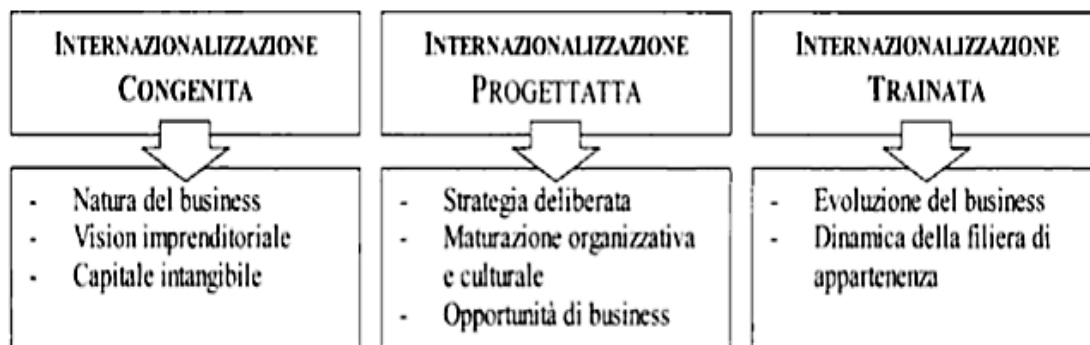 INTERNAZIONALIZZAZIONE
CONGENITA
- Natura del business
- Vision imprenditoriale
- Capitale intangibile
INTERNAZIONALIZZAZIONE
PROGETTATTA
- Strategia deliberata
- Maturazione organizzativa
e culturale
- Opportunità di business
INTERNAZIONALIZZAZIONE
TRAINATA
- Evoluzione del business
- Dinamica della filiera di
appartenenza